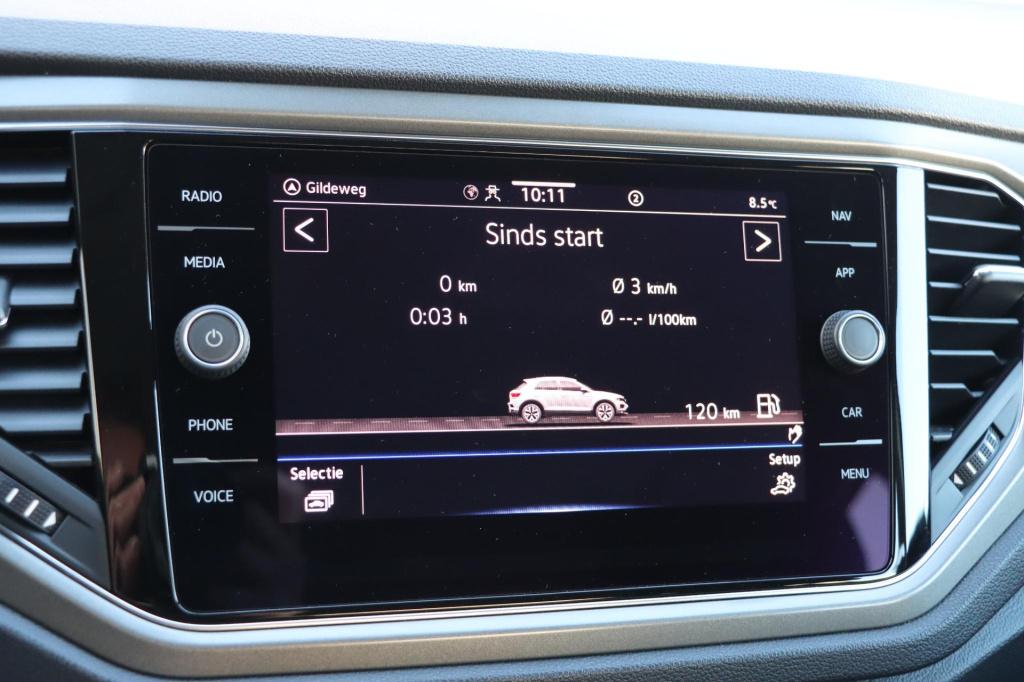 RADIO
MEDIA
PHONE
VOICE
Gildeweg 10:11 2 8.5°C
< Sinds start >
0 km Ø 3 km/h
0:03 h Ø --.- l/100km
120 km
Selectie Setup
NAV
APP
CAR
MENU